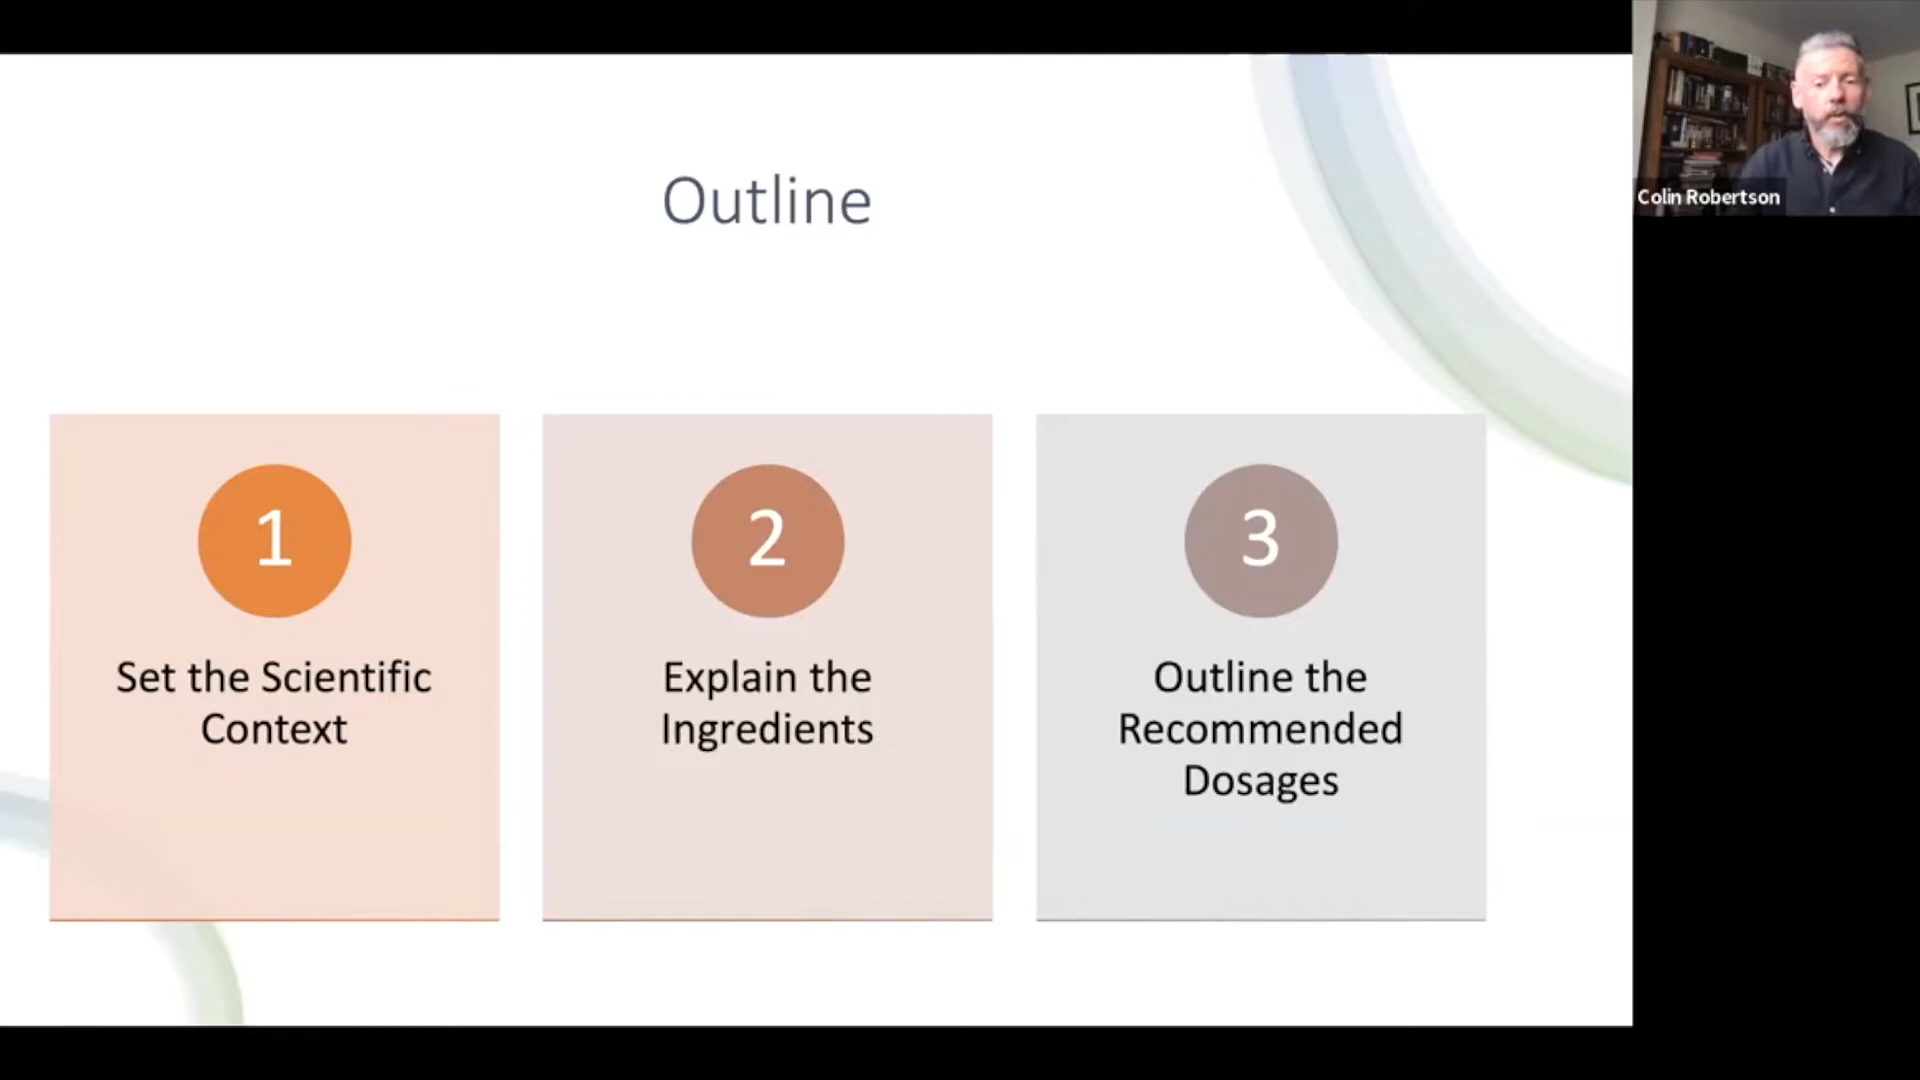 Outline
1
Set the Scientific
Context
2
Explain the
Ingredients
3
Outline the
Recommended
Dosages
Colin Robertson